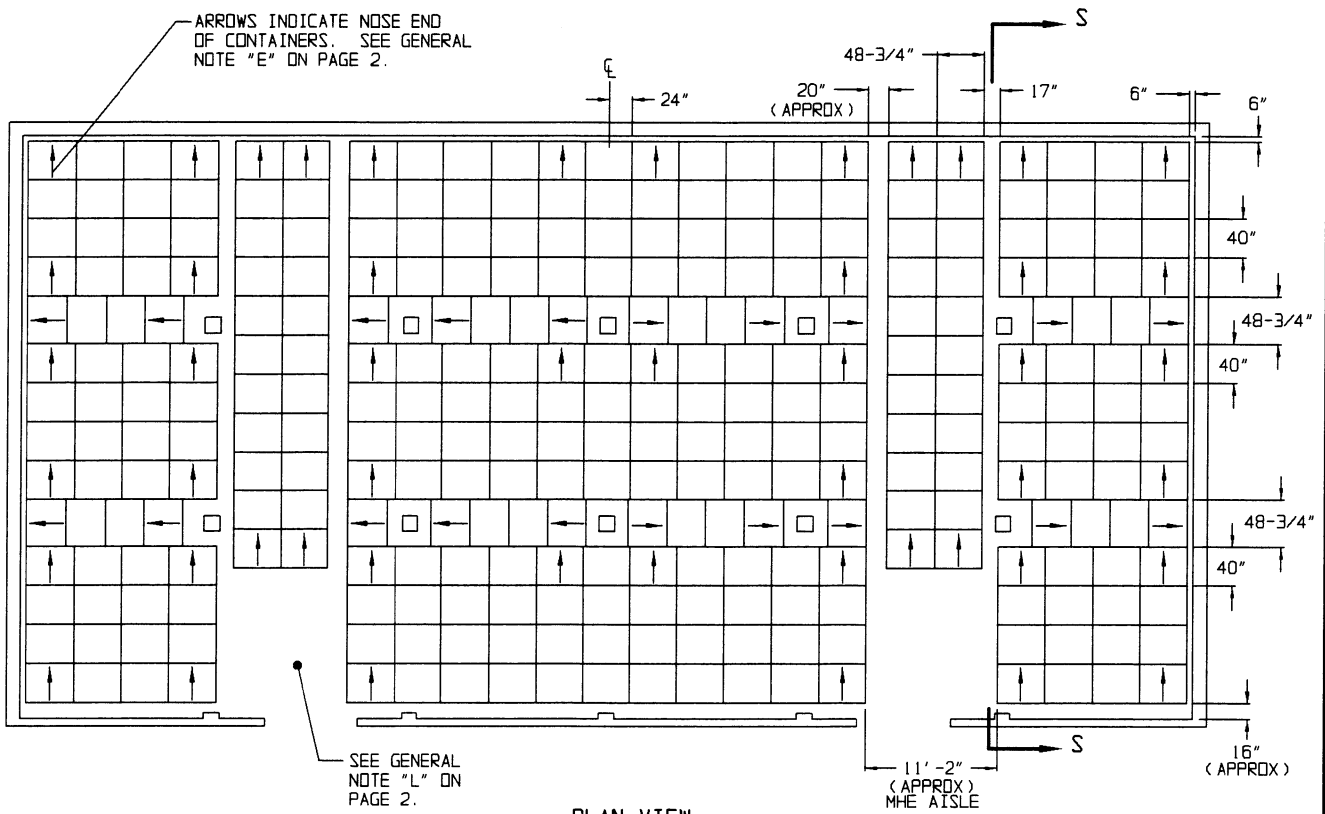 ARROWS INDICATE NOSE END
OF CONTAINERS. SEE GENERAL
NOTE "E" ON PAGE 2.
S
48-3/4"
℄
24"
20"
(APPROX)
17"
6"
6"
40"
48-3/4"
40"
48-3/4"
40"
SEE GENERAL
NOTE "L" ON
PAGE 2.
11'-2"
(APPROX)
MHE AISLE
S
16"
(APPROX)
PLAN VIEW